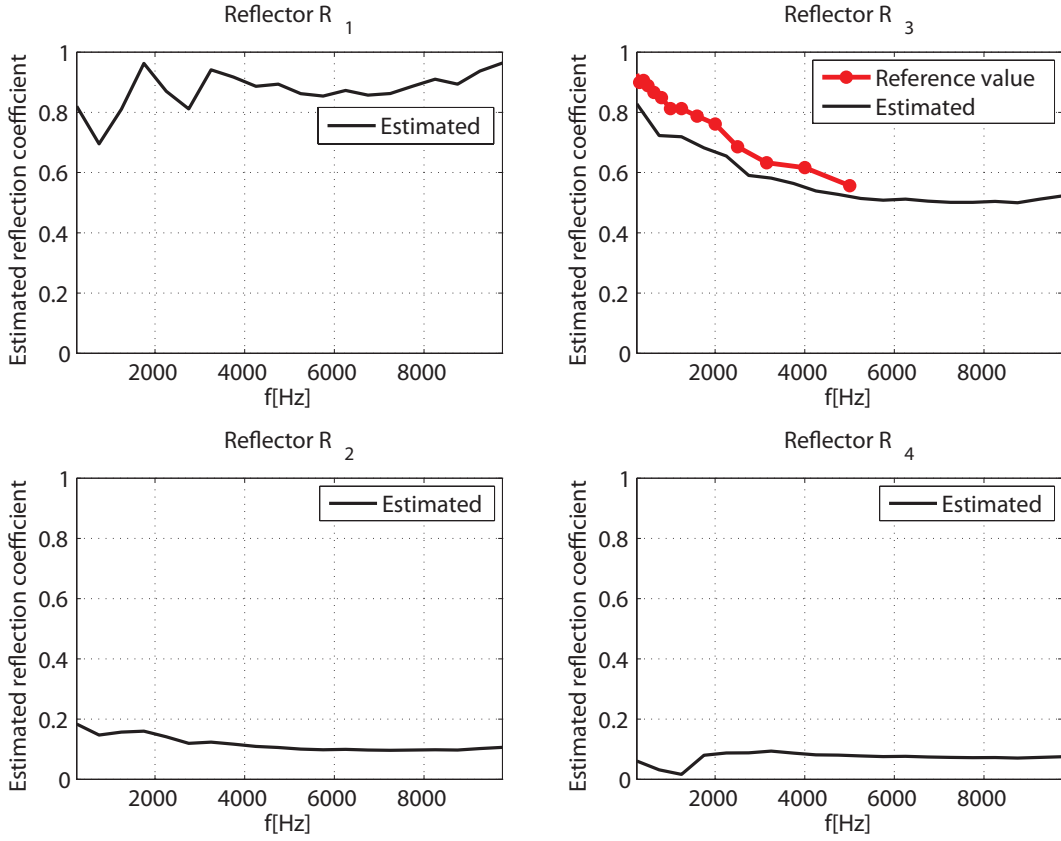 Reflector R 1
Estimated reflection coefficient
1
0.8
0.6
0.4
0.2
0
Estimated
2000 4000 6000 8000
f[Hz]
Reflector R 3
Estimated reflection coefficient
1
0.8
0.6
0.4
0.2
0
Reference value
Estimated
2000 4000 6000 8000
f[Hz]
Reflector R 2
Estimated reflection coefficient
1
0.8
0.6
0.4
0.2
0
Estimated
2000 4000 6000 8000
f[Hz]
Reflector R 4
Estimated reflection coefficient
1
0.8
0.6
0.4
0.2
0
Estimated
2000 4000 6000 8000
f[Hz]